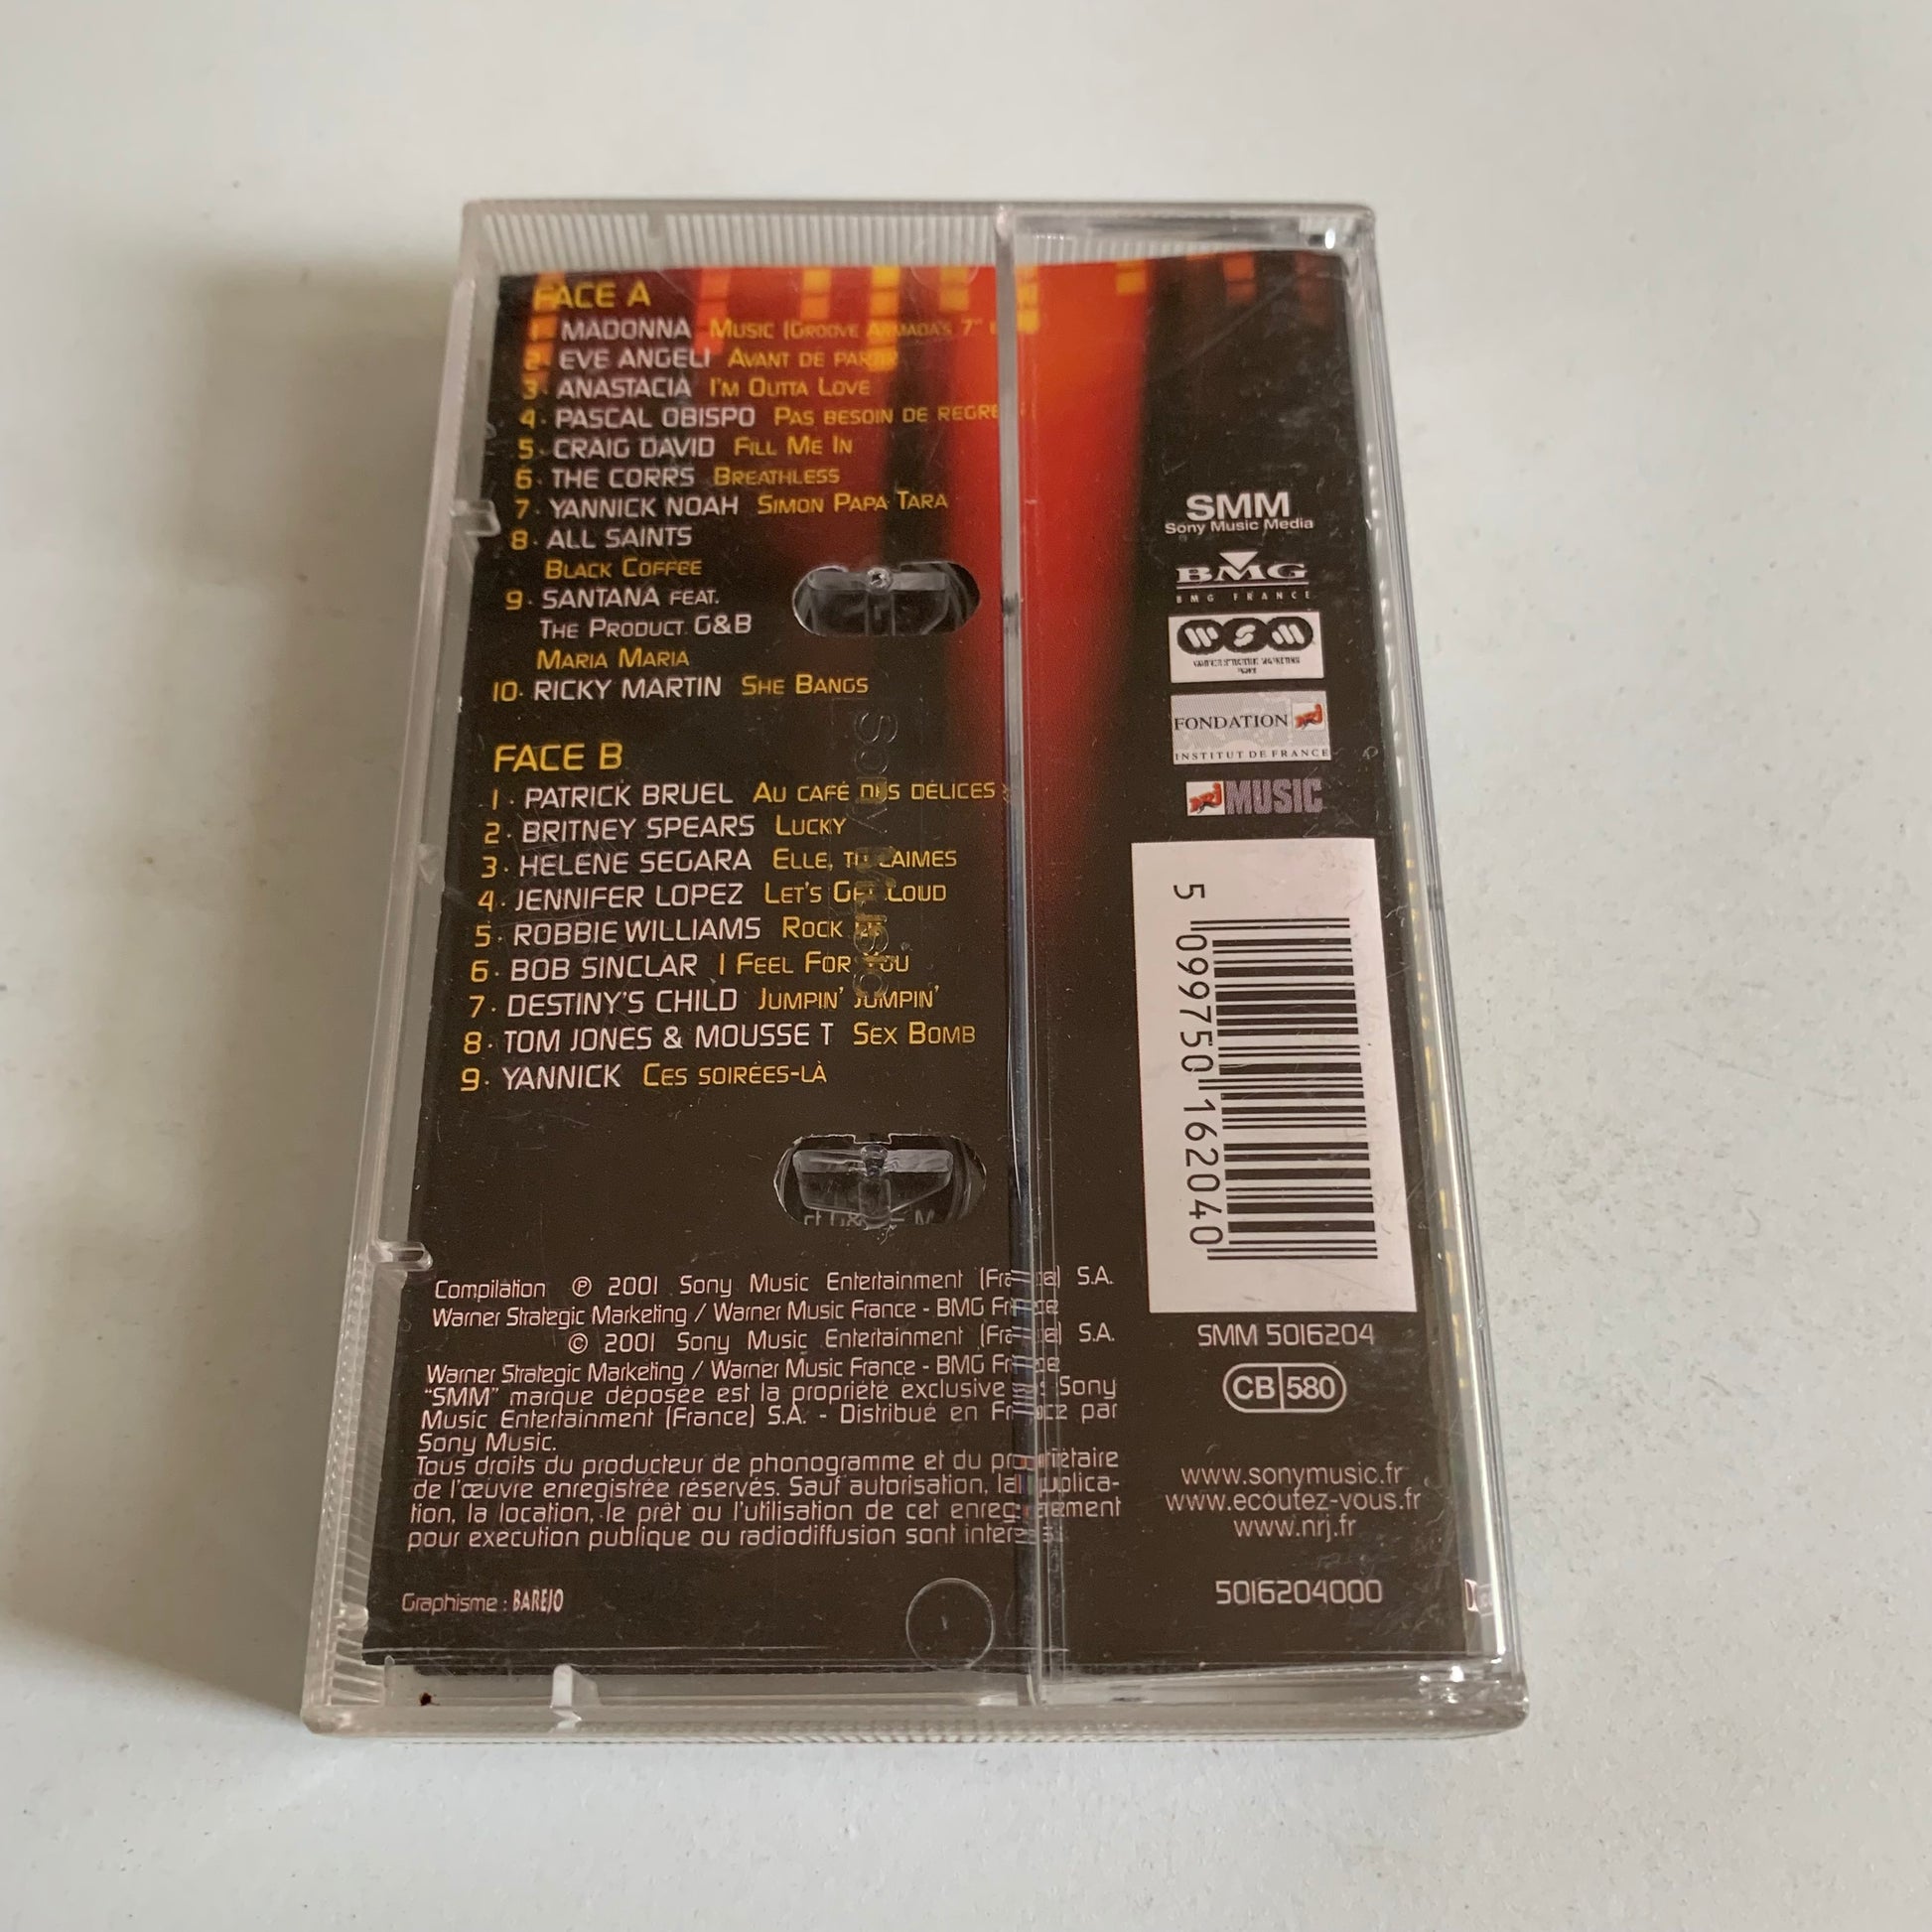 FACE A
1· MADONNA Music (Groove Armada's 7"
2· EVE ANGELI Avant de partir
3· ANASTACIA I'm Outta Love
4· PASCAL OBISPO Pas besoin de regre
5· CRAIG DAVID Fill Me In
6· THE CORRS Breathless
7· YANNICK NOAH Simon Papa Tara
8· ALL SAINTS
Black Coffee
9· SANTANA feat.
The Product G&B
Maria Maria
10· RICKY MARTIN She Bangs
FACE B
1· PATRICK BRUEL Au café des délices
2· BRITNEY SPEARS Lucky
3· HELENE SEGARA Elle, tu l'aimes
4· JENNIFER LOPEZ Let's Get Loud
5· ROBBIE WILLIAMS Rock
6· BOB SINCLAR I Feel For You
7· DESTINY'S CHILD Jumpin' Jumpin'
8· TOM JONES & MOUSSE T Sex Bomb
9· YANNICK Ces soirées-là
Sony Music
Compilation ℗ 2001 Sony Music Entertainment (France) S.A.
Warner Strategic Marketing / Warner Music France - BMG France
© 2001 Sony Music Entertainment (France) S.A.
Warner Strategic Marketing / Warner Music France - BMG France
"SMM" marque déposée est la propriété exclusive de Sony
Music Entertainment (France) S.A. - Distribué en France par
Sony Music.
Tous droits du producteur de phonogramme et du propriétaire
de l'œuvre enregistrée réservés. Sauf autorisation, la duplica-
tion, la location, le prêt ou l'utilisation de cet enregistrement
pour exécution publique ou radiodiffusion sont interdits.
Graphisme : BAREJO
SMM
Sony Music Media
BMG
BMG FRANCE
WSM
FONDATION NRJ
INSTITUT DE FRANCE
NRJ MUSIC
5 099750 162040
SMM 5016204
CB 580
www.sonymusic.fr
www.ecoutez-vous.fr
www.nrj.fr
5016204000